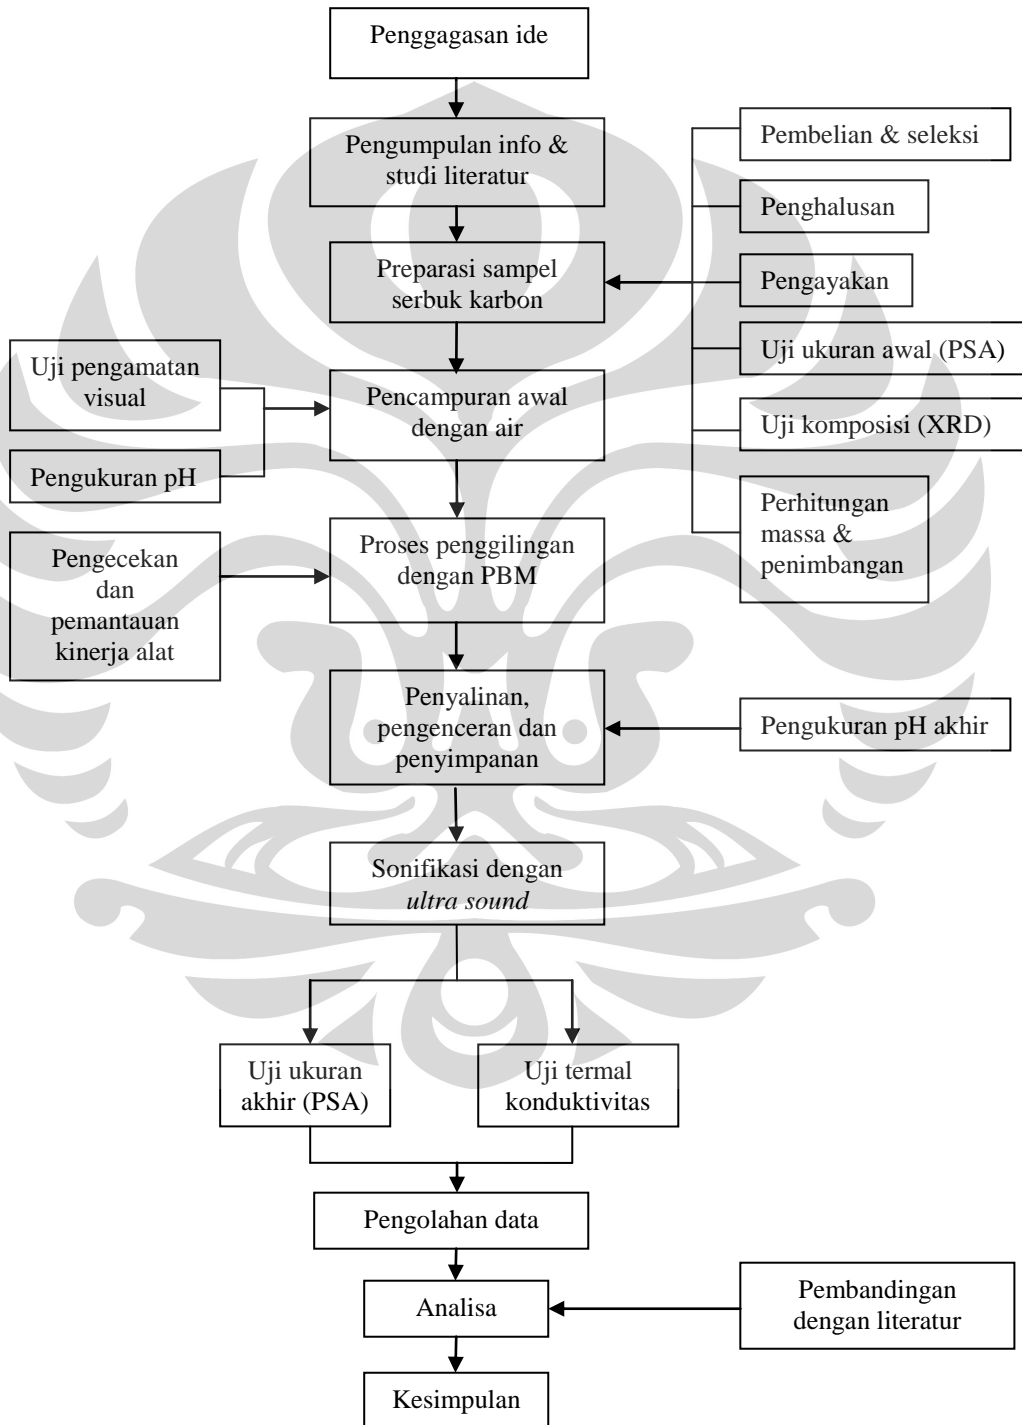 Penggagasan ide
Pengumpulan info &
studi literatur
Pembelian & seleksi
Penghalusan
Preparasi sampel
serbuk karbon
Pengayakan
Uji ukuran awal (PSA)
Uji komposisi (XRD)
Perhitungan
massa &
penimbangan
Uji pengamatan
visual
Pengukuran pH
Pencampuran awal
dengan air
Pengecekan
dan
pemantauan
kinerja alat
Proses penggilingan
dengan PBM
Penyalinan,
pengenceran dan
penyimpanan
Pengukuran pH akhir
Sonifikasi dengan
ultra sound
Uji ukuran
akhir (PSA)
Uji termal
konduktivitas
Pengolahan data
Analisa
Pembandingan
dengan literatur
Kesimpulan